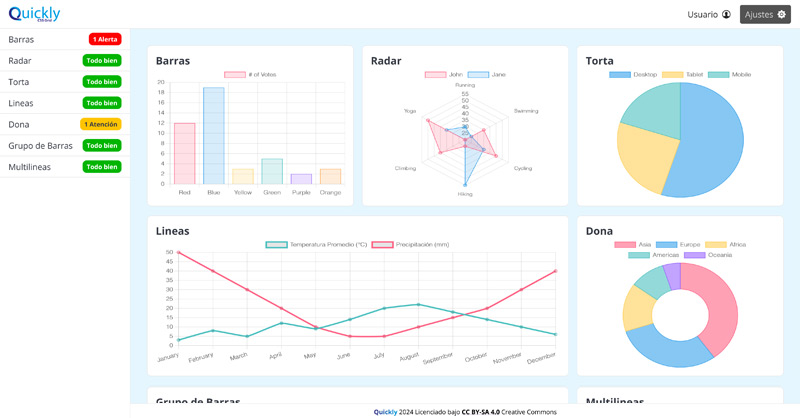 Quickly
Usuario
Ajustes
Barras 1 Alerta
Radar Todo bien
Torta Todo bien
Lineas Todo bien
Dona 1 Atención
Grupo de Barras Todo bien
Multilineas Todo bien
Barras
# of Votes
20
18
16
14
12
10
8
6
4
2
0
Red Blue Yellow Green Purple Orange
Radar
John Jane
Running
Swimming
Cycling
Hiking
Climbing
Yoga
55
50
45
40
35
30
25
Torta
Desktop Tablet Mobile
Lineas
Temperatura Promedio (°C) Precipitación (mm)
50
45
40
35
30
25
20
15
10
5
0
January February March April May June July August September October November December
Dona
Asia Europe Africa
Americas Oceania
Grupo de Barras
Multilineas
Quickly 2024 Licenciado bajo CC BY-SA 4.0 Creative Commons